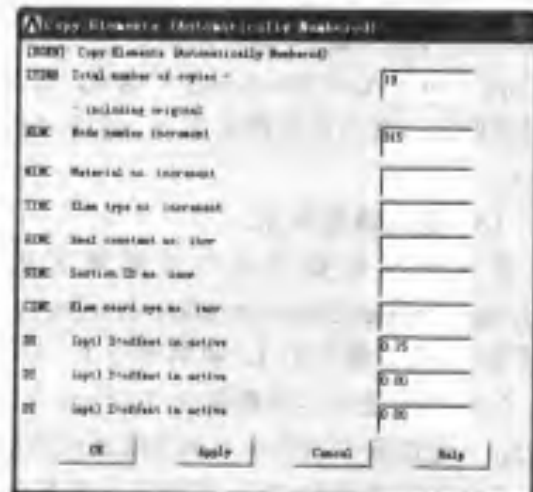 Copy Elements (Automatically Numbered)
[EGEN] Copy Elements (Automatically Numbered)
ITIME Total number of copies -
- including original
NINC Node number increment
MINC Material no. increment
TINC Elem type no. increment
RINC Real constant no. incr
SINC Section ID no. incr
CINC Elem coord sys no. incr
DX (opt) X-offset in active 0.25
DY (opt) Y-offset in active 0.00
DZ (opt) Z-offset in active 0.00
OK Apply Cancel Help